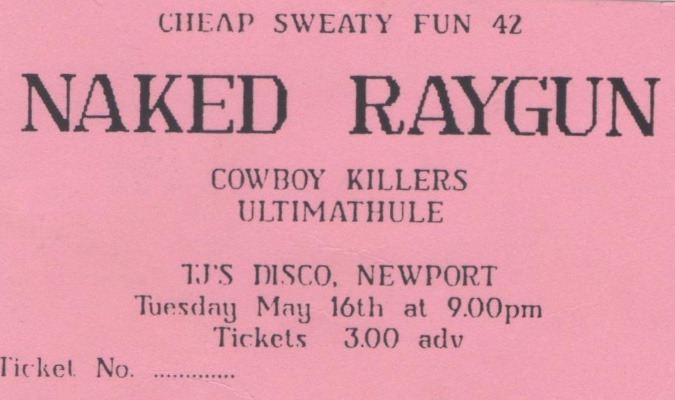 CHEAP SWEATY FUN 42
NAKED RAYGUN
COWBOY KILLERS
ULTIMATHULE
TJ'S DISCO, NEWPORT
Tuesday May 16th at 9.00pm
Tickets 3.00 adv
Ticket No. .............